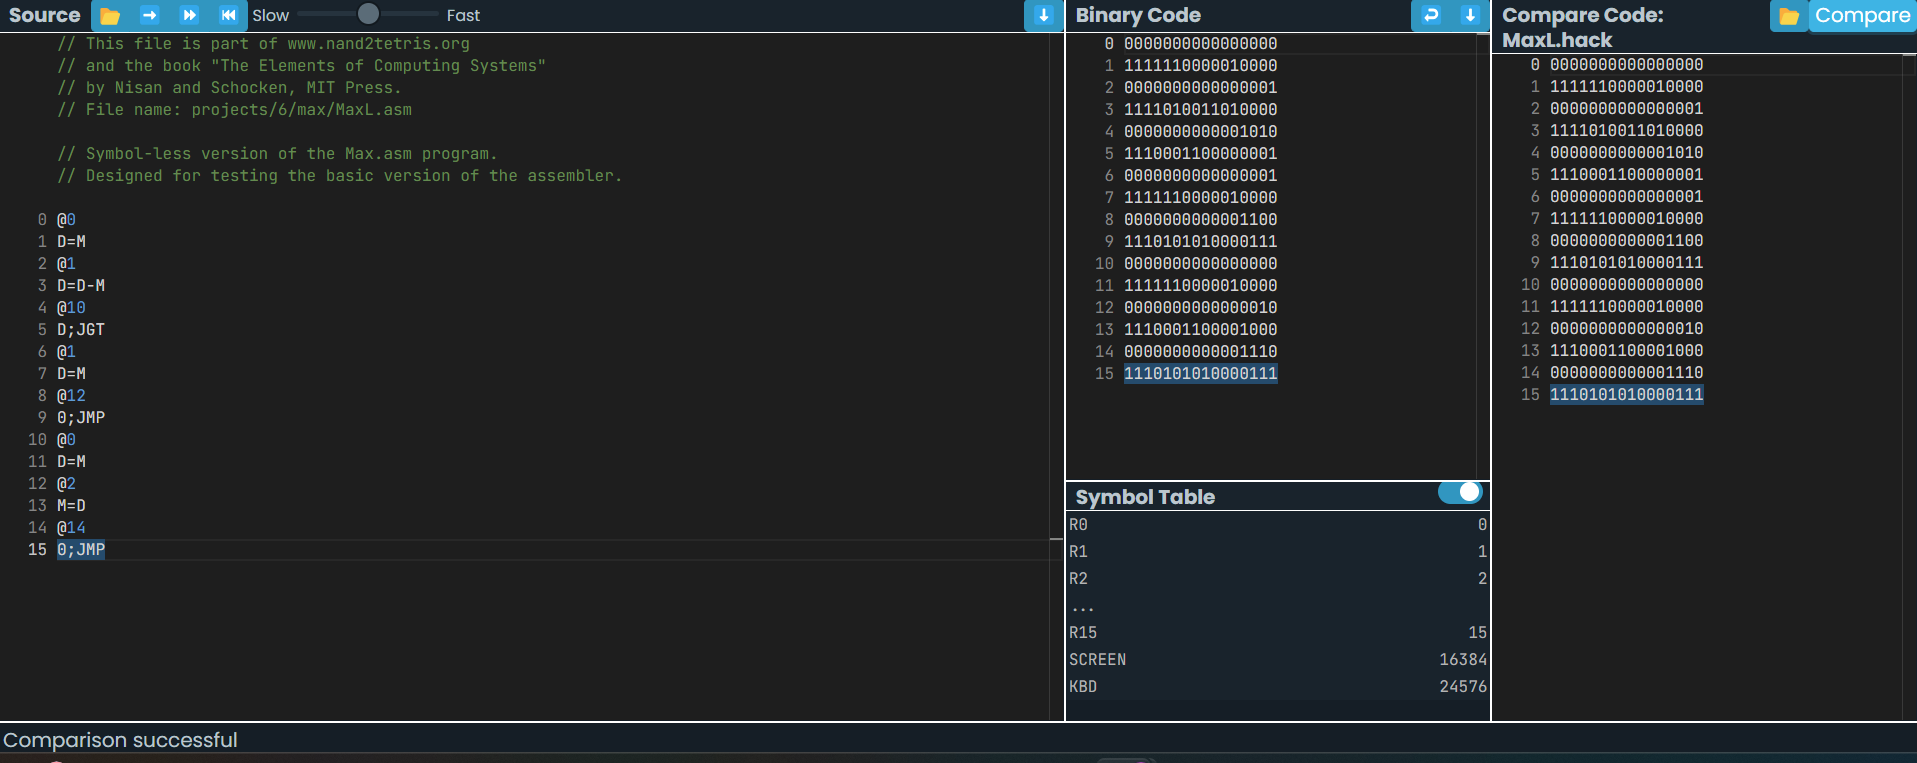 Source Slow Fast
// This file is part of www.nand2tetris.org
// and the book "The Elements of Computing Systems"
// by Nisan and Schocken, MIT Press.
// File name: projects/6/max/MaxL.asm
// Symbol-less version of the Max.asm program.
// Designed for testing the basic version of the assembler.
0 @0
1 D=M
2 @1
3 D=D-M
4 @10
5 D;JGT
6 @1
7 D=M
8 @12
9 0;JMP
10 @0
11 D=M
12 @2
13 M=D
14 @14
15 0;JMP
Binary Code
0 0000000000000000
1 1111110000010000
2 0000000000000001
3 1111010011010000
4 0000000000001010
5 1110001100000001
6 0000000000000001
7 1111110000010000
8 0000000000001100
9 1110101010000111
10 0000000000000000
11 1111110000010000
12 0000000000000010
13 1110001100001000
14 0000000000001110
15 1110101010000111
Symbol Table
R0 0
R1 1
R2 2
...
R15 15
SCREEN 16384
KBD 24576
Compare Code: Compare
MaxL.hack
0 0000000000000000
1 1111110000010000
2 0000000000000001
3 1111010011010000
4 0000000000001010
5 1110001100000001
6 0000000000000001
7 1111110000010000
8 0000000000001100
9 1110101010000111
10 0000000000000000
11 1111110000010000
12 0000000000000010
13 1110001100001000
14 0000000000001110
15 1110101010000111
Comparison successful